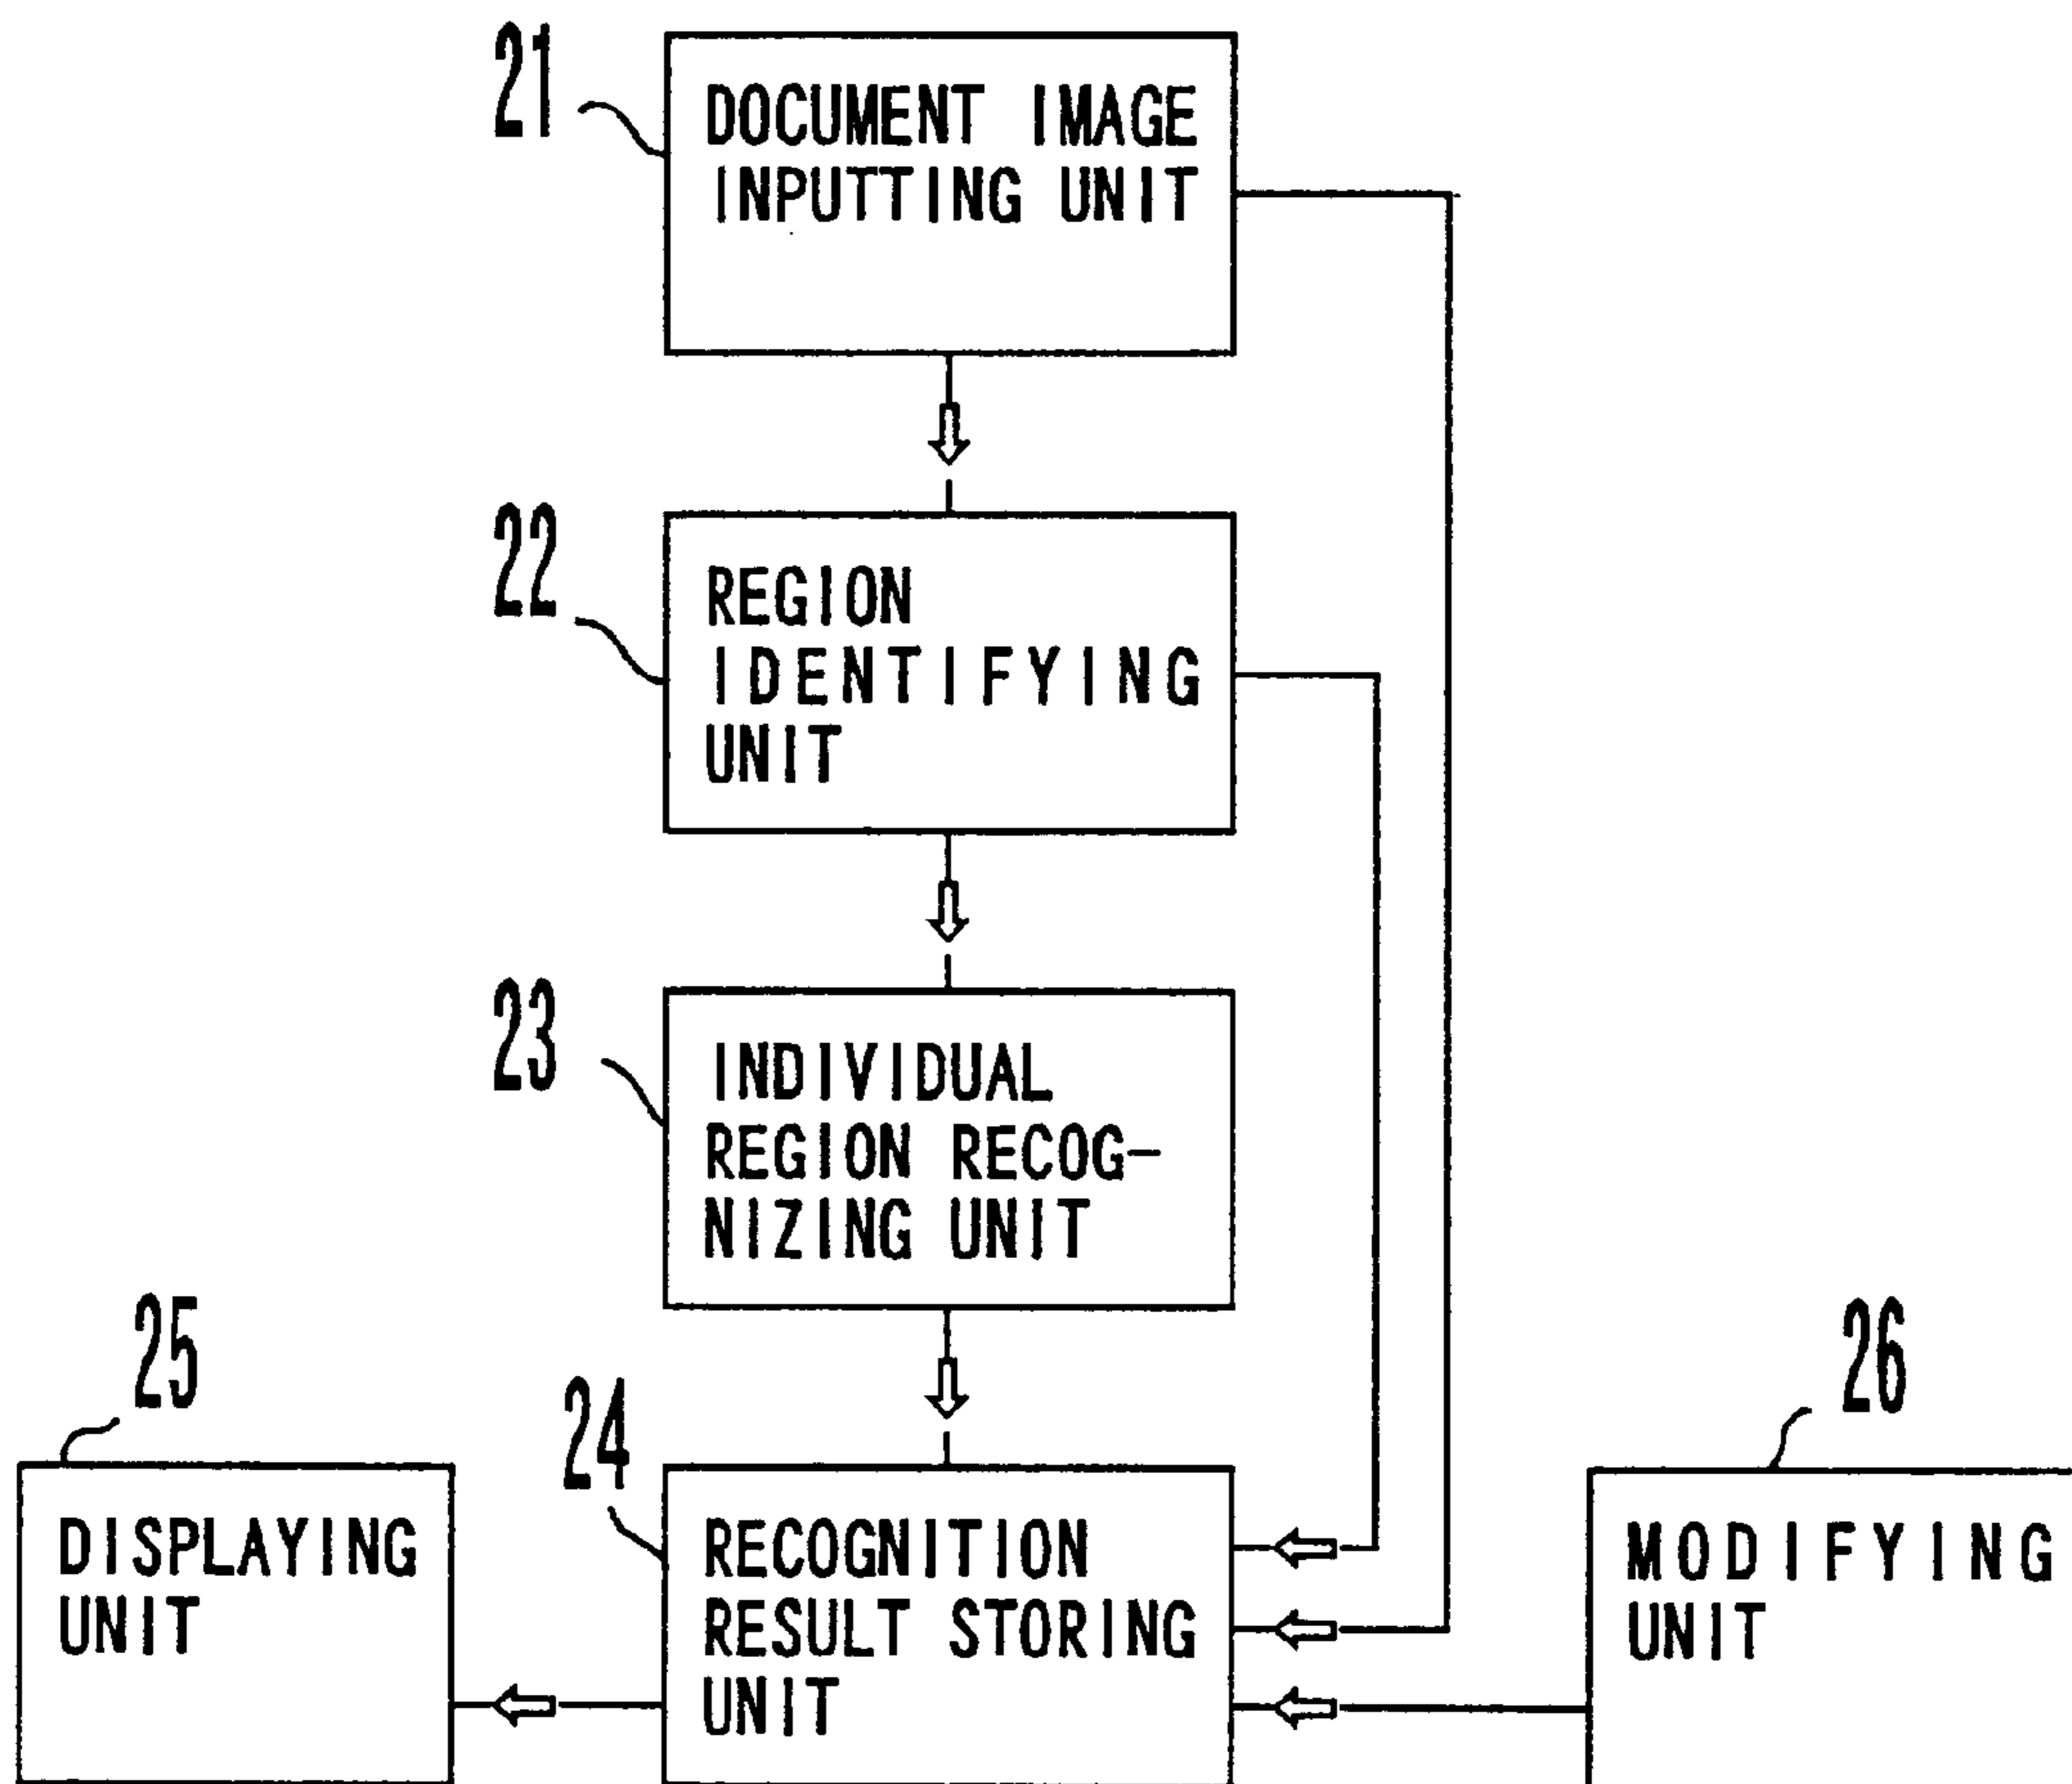 21
DOCUMENT IMAGE
INPUTTING UNIT
22
REGION
IDENTIFYING
UNIT
23
INDIVIDUAL
REGION RECOG-
NIZING UNIT
25
DISPLAYING
UNIT
24
RECOGNITION
RESULT STORING
UNIT
26
MODIFYING
UNIT